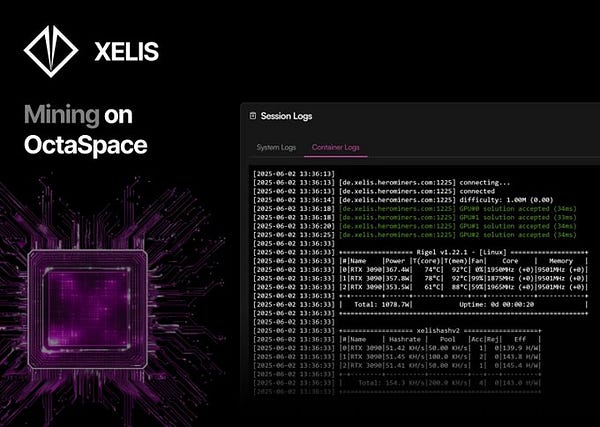 XELIS
Mining on
OctaSpace
Session Logs
System Logs Container Logs
[2025-06-02 13:36:13]
[2025-06-02 13:36:13] [de.xelis.herominers.com:1225] connecting...
[2025-06-02 13:36:13] [de.xelis.herominers.com:1225] connected
[2025-06-02 13:36:14] [de.xelis.herominers.com:1225] difficulty: 1.00M (0.00)
[2025-06-02 13:36:18] [de.xelis.herominers.com:1225] GPU#0 solution accepted (34ms)
[2025-06-02 13:36:18] [de.xelis.herominers.com:1225] GPU#1 solution accepted (33ms)
[2025-06-02 13:36:20] [de.xelis.herominers.com:1225] GPU#1 solution accepted (34ms)
[2025-06-02 13:36:25] [de.xelis.herominers.com:1225] GPU#2 solution accepted (34ms)
[2025-06-02 13:36:33]
[2025-06-02 13:36:33] +=================== Rigel v1.22.1 - [Linux] ===================+
[2025-06-02 13:36:33] |#|Name |Power |T(core)|T(mem)|Fan| Core | Memory |
[2025-06-02 13:36:33] |0|RTX 3090|367.4W| 74°C| 92°C| 0%|1950MHz (+0)|9501MHz (+0)|
[2025-06-02 13:36:33] |1|RTX 3090|357.8W| 78°C| 92°C|99%|1865MHz (+0)|9501MHz (+0)|
[2025-06-02 13:36:33] |2|RTX 3090|353.5W| 61°C| 88°C|19%|1965MHz (+0)|9501MHz (+0)|
[2025-06-02 13:36:33]
[2025-06-02 13:36:33] | Total: 1078.7W| Uptime: 0d 00:00:20
[2025-06-02 13:36:33]
[2025-06-02 13:36:33]
[2025-06-02 13:36:33] +================== xelishashv2 ==================+
[2025-06-02 13:36:33] |#|Name | Hashrate | Pool |Acc|Rej| Eff |
[2025-06-02 13:36:33] |0|RTX 3090|51.42 KH/s|50.00 KH/s| 1| 0|139.9 H/W|
[2025-06-02 13:36:33] |1|RTX 3090|51.45 KH/s|100.0 KH/s| 2| 0|143.8 H/W|
[2025-06-02 13:36:33] |2|RTX 3090|51.41 KH/s|50.00 KH/s| 1| 0|145.4 H/W|
[2025-06-02 13:36:33]
[2025-06-02 13:36:33] | Total: 154.3 KH/s|200.0 KH/s| 4| 0|143.0 H/W|